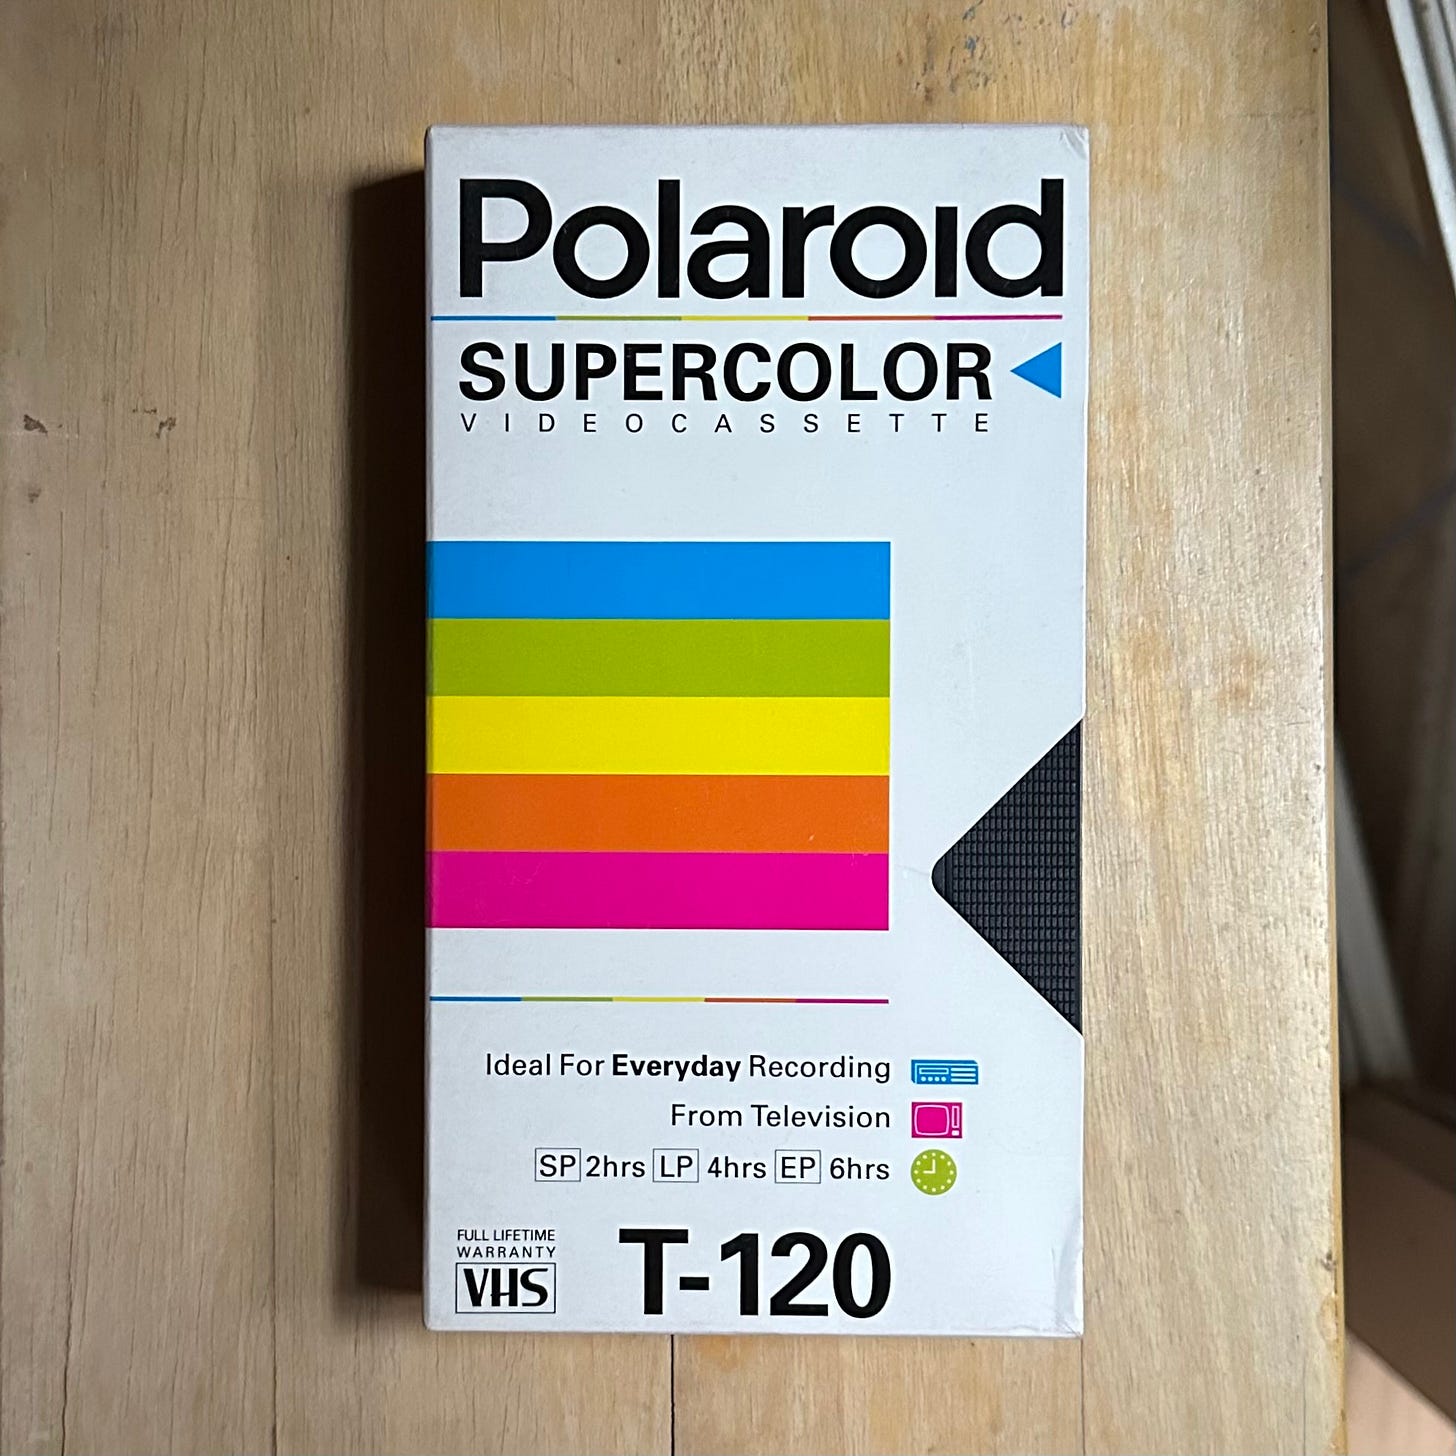 Polaroid
SUPERCOLOR
VIDEOCASSETTE
Ideal For Everyday Recording
From Television
SP 2hrs LP 4hrs EP 6hrs
FULL LIFETIME
WARRANTY
VHS
T-120